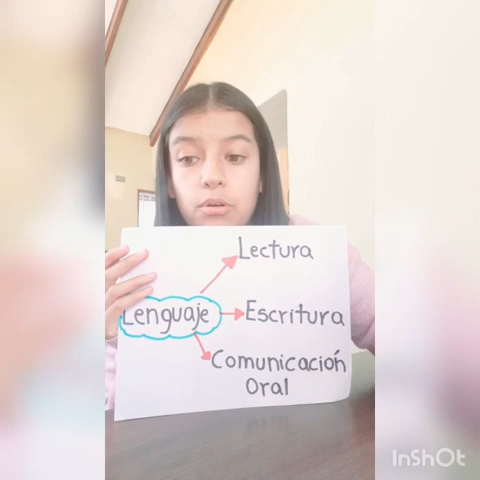 Lectura
Lenguaje
Escritura
Comunicación
Oral
InShOt